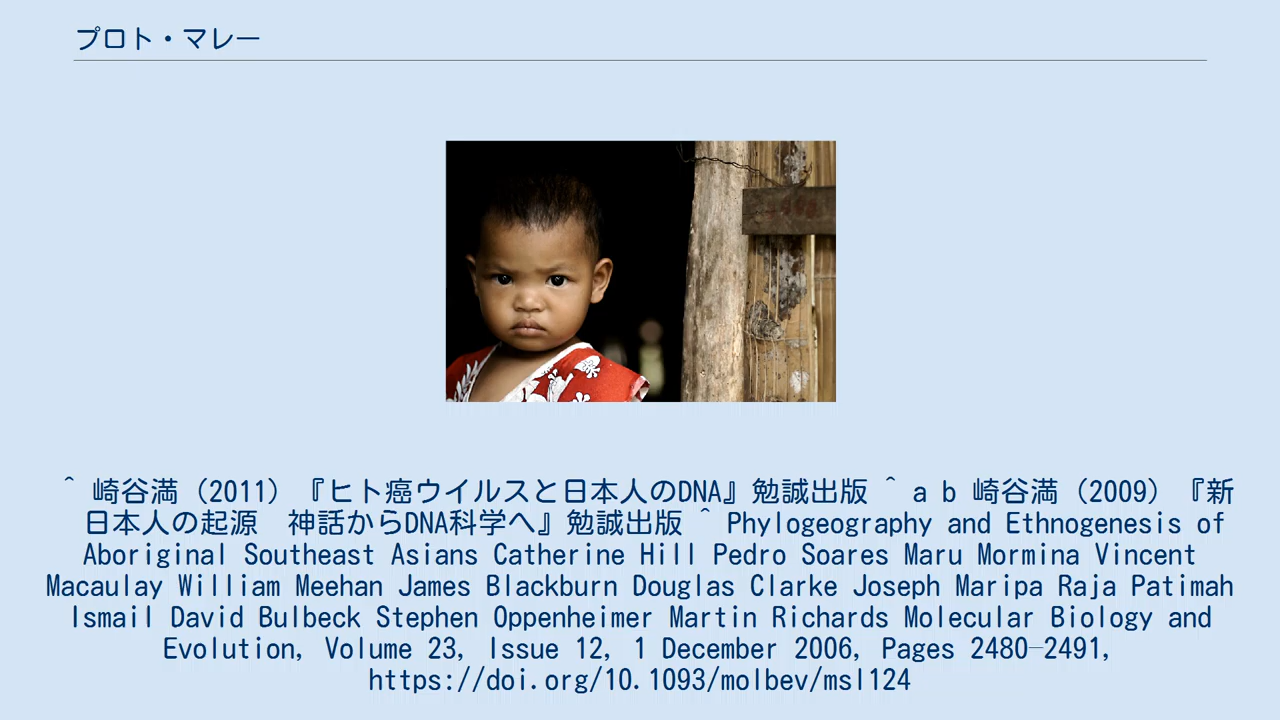 プロト・マレー
^ 崎谷満（2011）『ヒト癌ウイルスと日本人のDNA』勉誠出版 ^ a b 崎谷満（2009）『新
日本人の起源　神話からDNA科学へ』勉誠出版 ^ Phylogeography and Ethnogenesis of
Aboriginal Southeast Asians Catherine Hill Pedro Soares Maru Mormina Vincent
Macaulay William Meehan James Blackburn Douglas Clarke Joseph Maripa Raja Patimah
Ismail David Bulbeck Stephen Oppenheimer Martin Richards Molecular Biology and
Evolution, Volume 23, Issue 12, 1 December 2006, Pages 2480–2491,
https://doi.org/10.1093/molbev/msl124